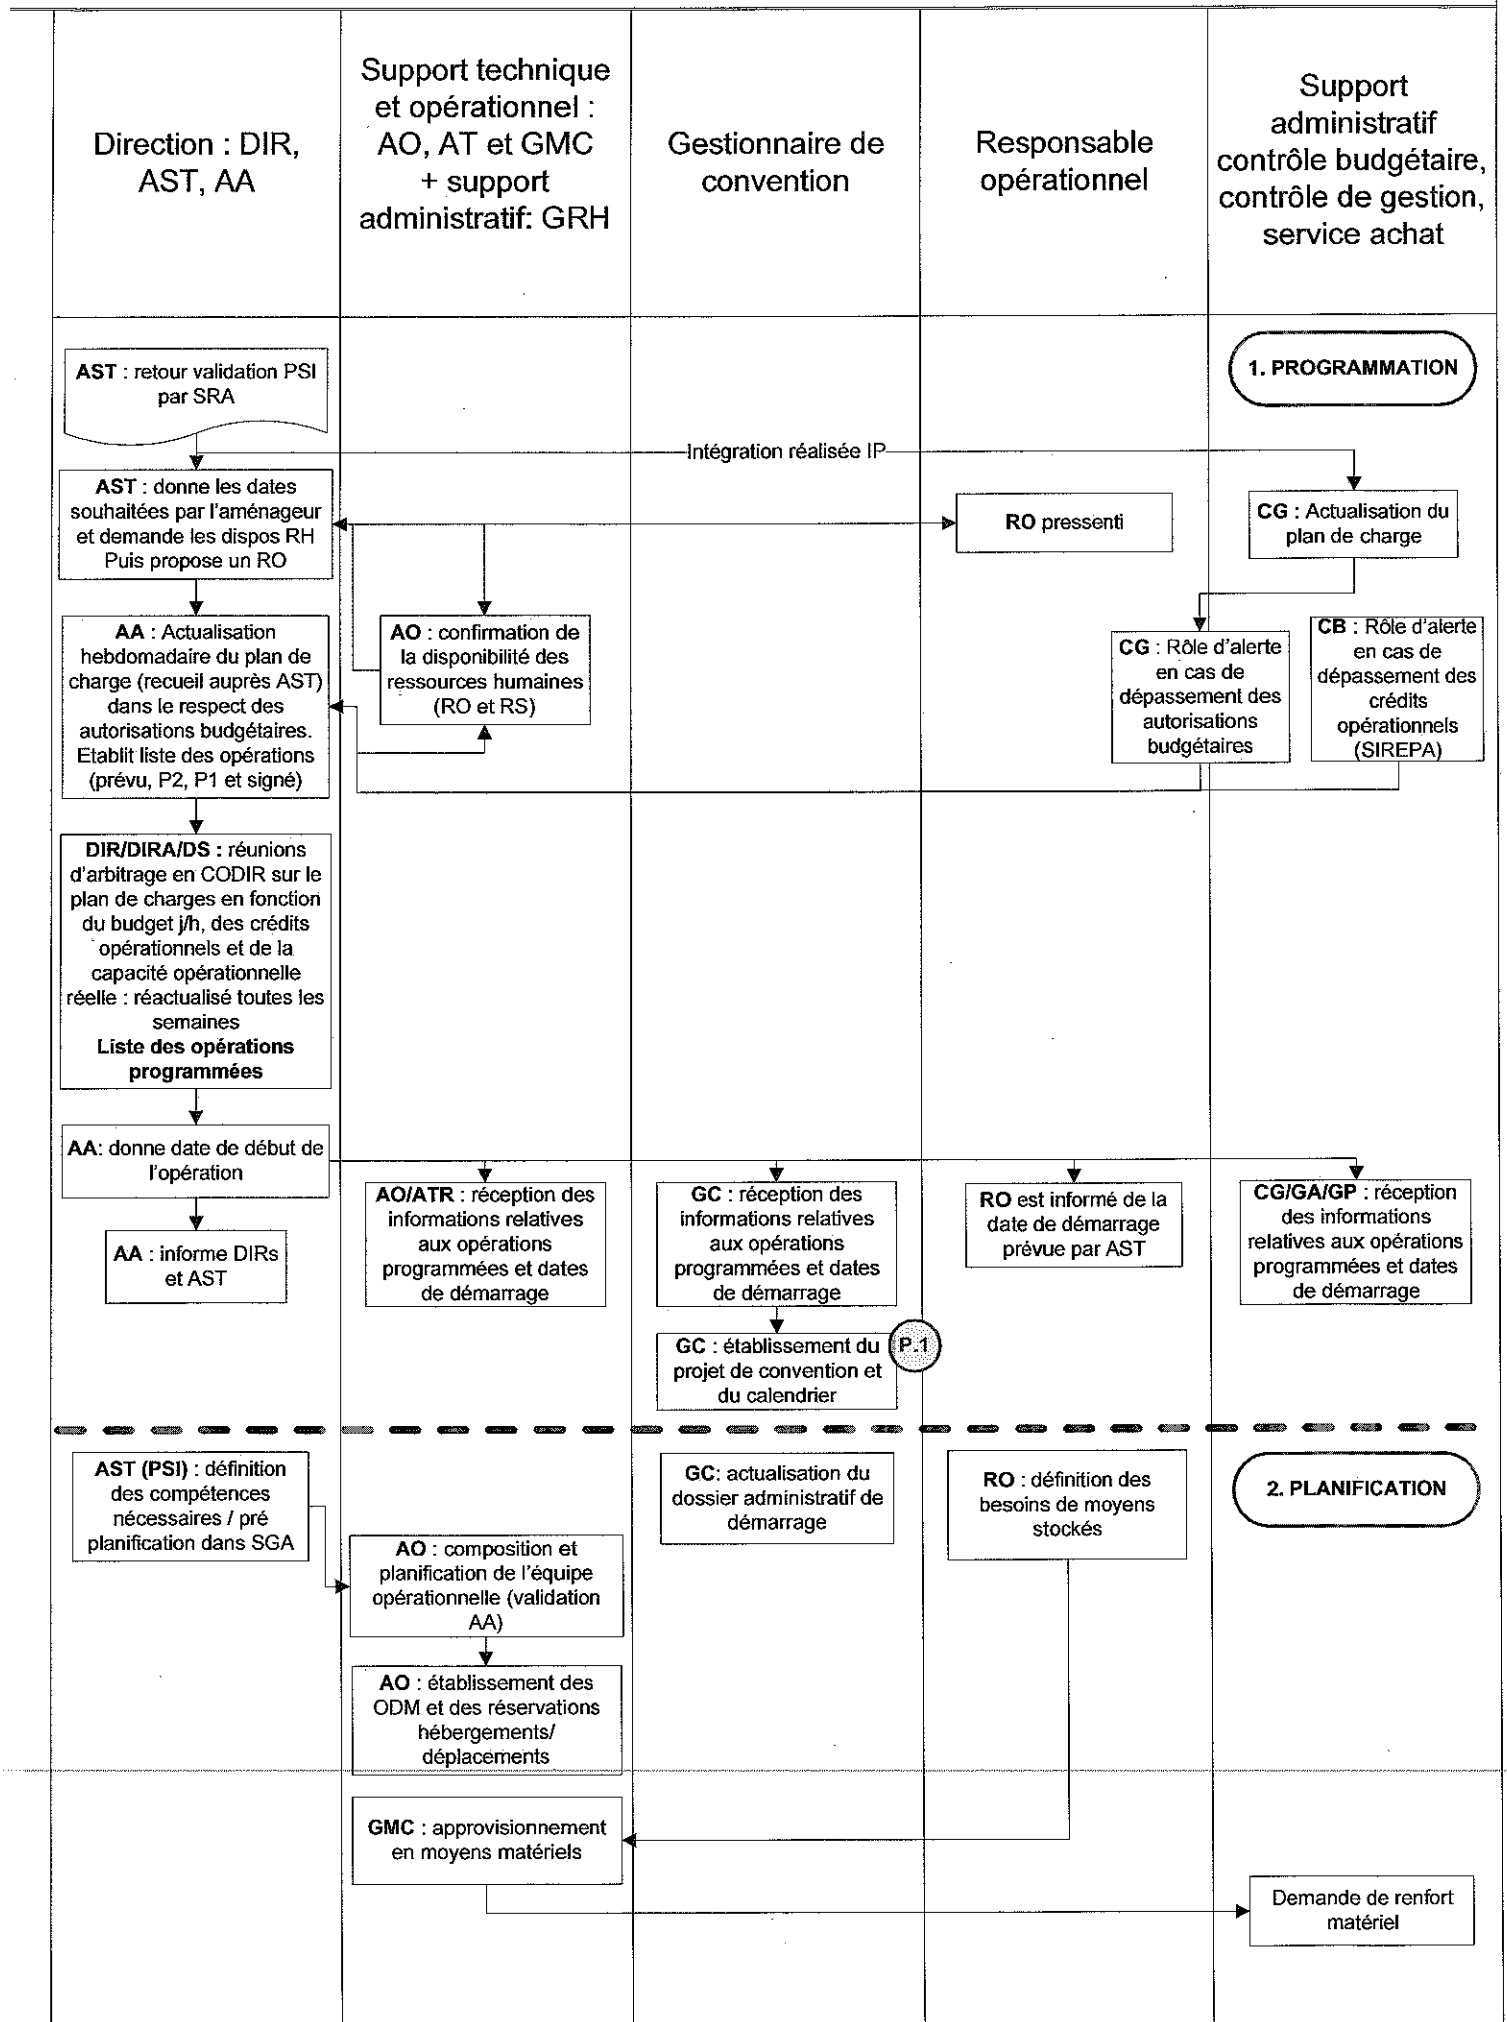 Direction : DIR,
AST, AA
Support technique
et opérationnel :
AO, AT et GMC
+ support
administratif: GRH
Gestionnaire de
convention
Responsable
opérationnel
Support
administratif
contrôle budgétaire,
contrôle de gestion,
service achat
AST : retour validation PSI
par SRA
1. PROGRAMMATION
Intégration réalisée IP
AST : donne les dates
souhaitées par l'aménageur
et demande les dispos RH
Puis propose un RO
RO pressenti
CG : Actualisation du
plan de charge
AA : Actualisation
hebdomadaire du plan de
charge (recueil auprès AST)
dans le respect des
autorisations budgétaires.
Etablit liste des opérations
(prévu, P2, P1 et signé)
AO : confirmation de
la disponibilité des
ressources humaines
(RO et RS)
CG : Rôle d'alerte
en cas de
dépassement des
autorisations
budgétaires
CB : Rôle d'alerte
en cas de
dépassement des
crédits
opérationnels
(SIREPA)
DIR/DIRA/DS : réunions
d'arbitrage en CODIR sur le
plan de charges en fonction
du budget j/h, des crédits
opérationnels et de la
capacité opérationnelle
réelle : réactualisé toutes les
semaines
Liste des opérations
programmées
AA: donne date de début de
l'opération
AA : informe DIRs
et AST
AO/ATR : réception des
informations relatives
aux opérations
programmées et dates
de démarrage
GC : réception des
informations relatives
aux opérations
programmées et dates
de démarrage
RO est informé de la
date de démarrage
prévue par AST
CG/GA/GP : réception
des informations
relatives aux opérations
programmées et dates
de démarrage
GC : établissement du
projet de convention et
du calendrier
P.1
AST (PSI) : définition
des compétences
nécessaires / pré
planification dans SGA
GC: actualisation du
dossier administratif de
démarrage
RO : définition des
besoins de moyens
stockés
2. PLANIFICATION
AO : composition et
planification de l'équipe
opérationnelle (validation
AA)
AO : établissement des
ODM et des réservations
hébergements/
déplacements
GMC : approvisionnement
en moyens matériels
Demande de renfort
matériel